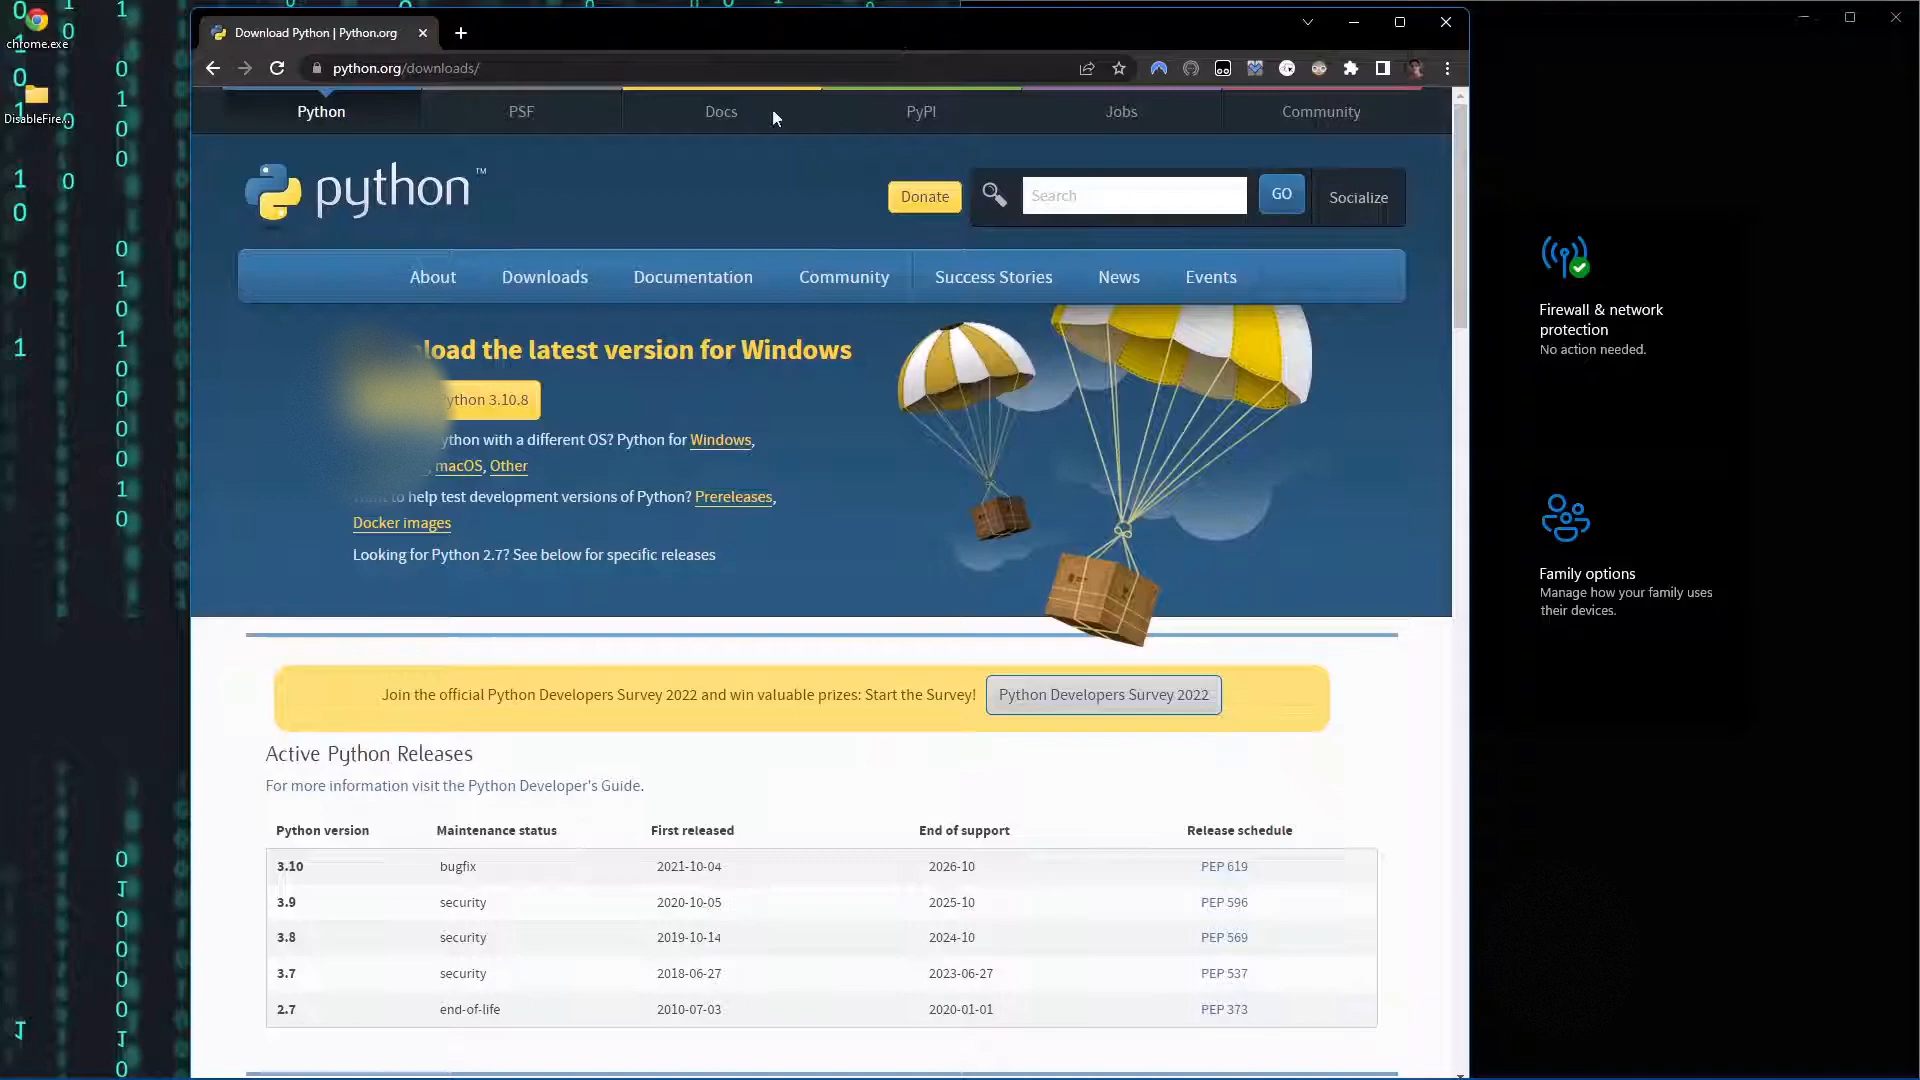 chrome.exe
DisableFire...
Download Python | Python.org
python.org/downloads/
Python
PSF
Docs
PyPI
Jobs
Community
python™
Donate
Search
GO
Socialize
About
Downloads
Documentation
Community
Success Stories
News
Events
load the latest version for Windows
ython 3.10.8
ython with a different OS? Python for Windows,
macOS, Other
to help test development versions of Python? Prereleases,
Docker images
Looking for Python 2.7? See below for specific releases
Join the official Python Developers Survey 2022 and win valuable prizes: Start the Survey!
Python Developers Survey 2022
Active Python Releases
For more information visit the Python Developer's Guide.
Python version
Maintenance status
First released
End of support
Release schedule
3.10
bugfix
2021-10-04
2026-10
PEP 619
3.9
security
2020-10-05
2025-10
PEP 596
3.8
security
2019-10-14
2024-10
PEP 569
3.7
security
2018-06-27
2023-06-27
PEP 537
2.7
end-of-life
2010-07-03
2020-01-01
PEP 373
Firewall & network
protection
No action needed.
Family options
Manage how your family uses
their devices.